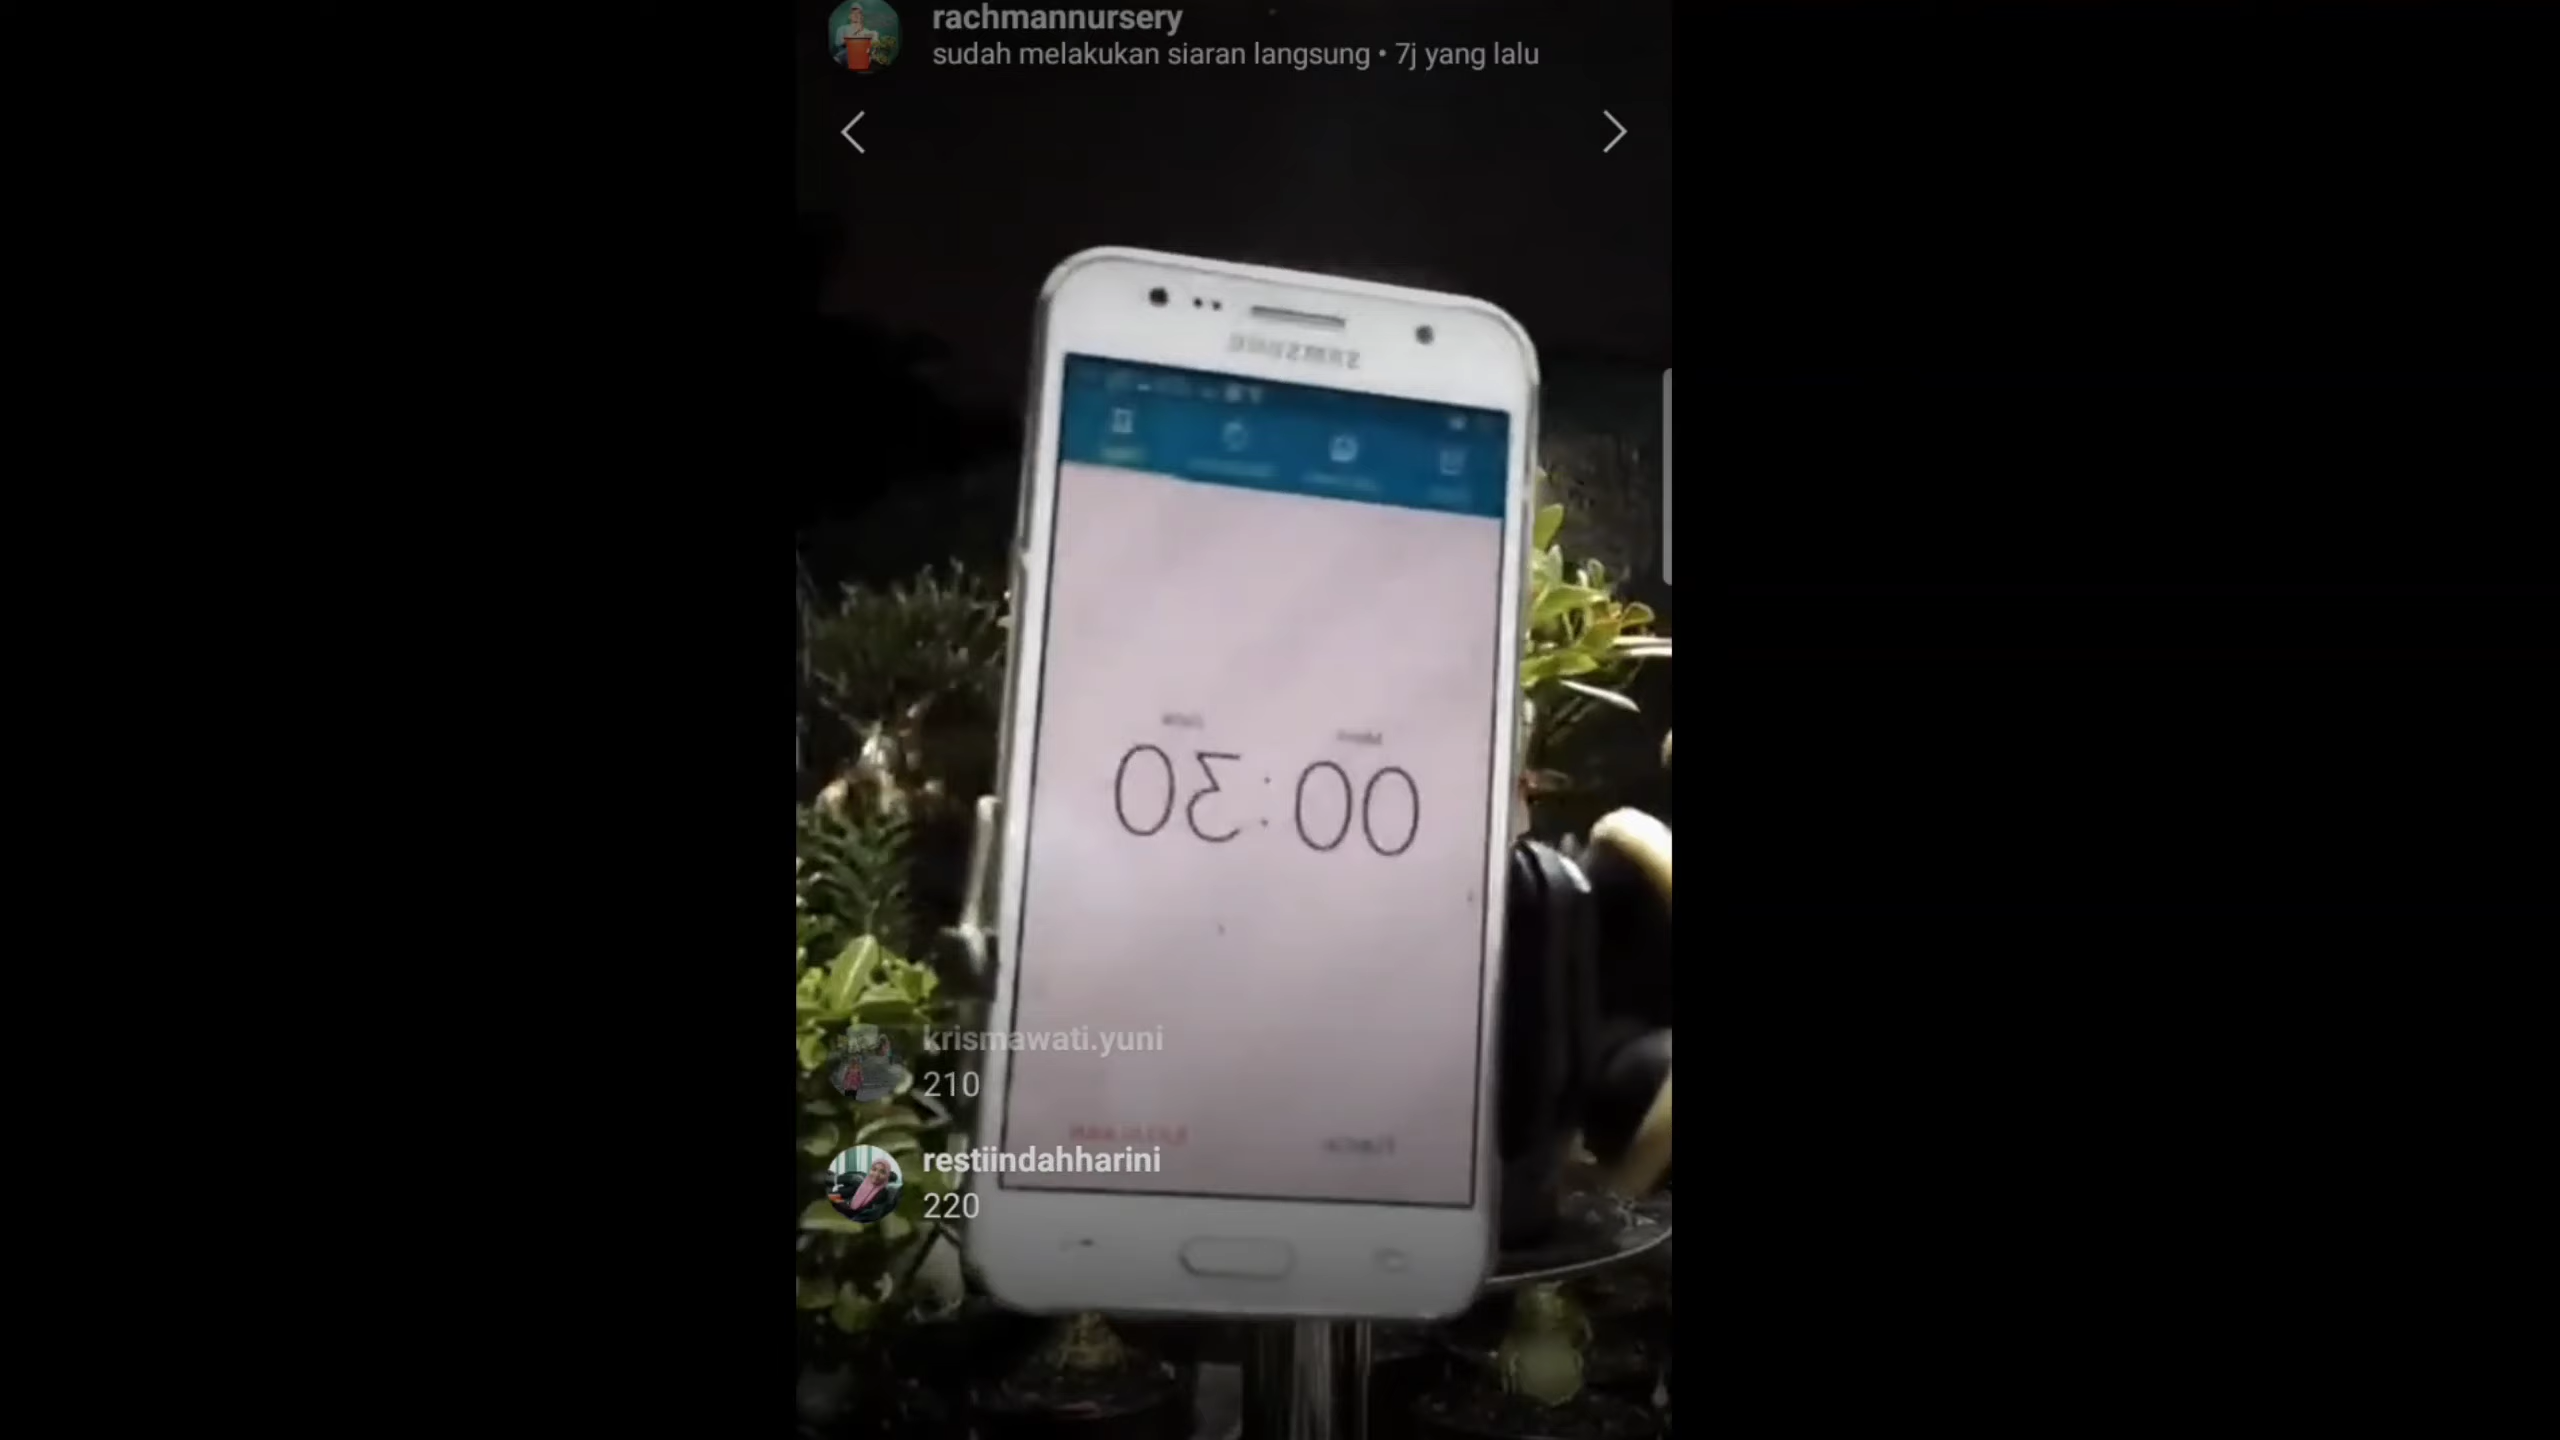 rachmannursery
sudah melakukan siaran langsung • 7j yang lalu
SAMSUNG
00:30
krismawati.yuni
210
restiindahharini
220